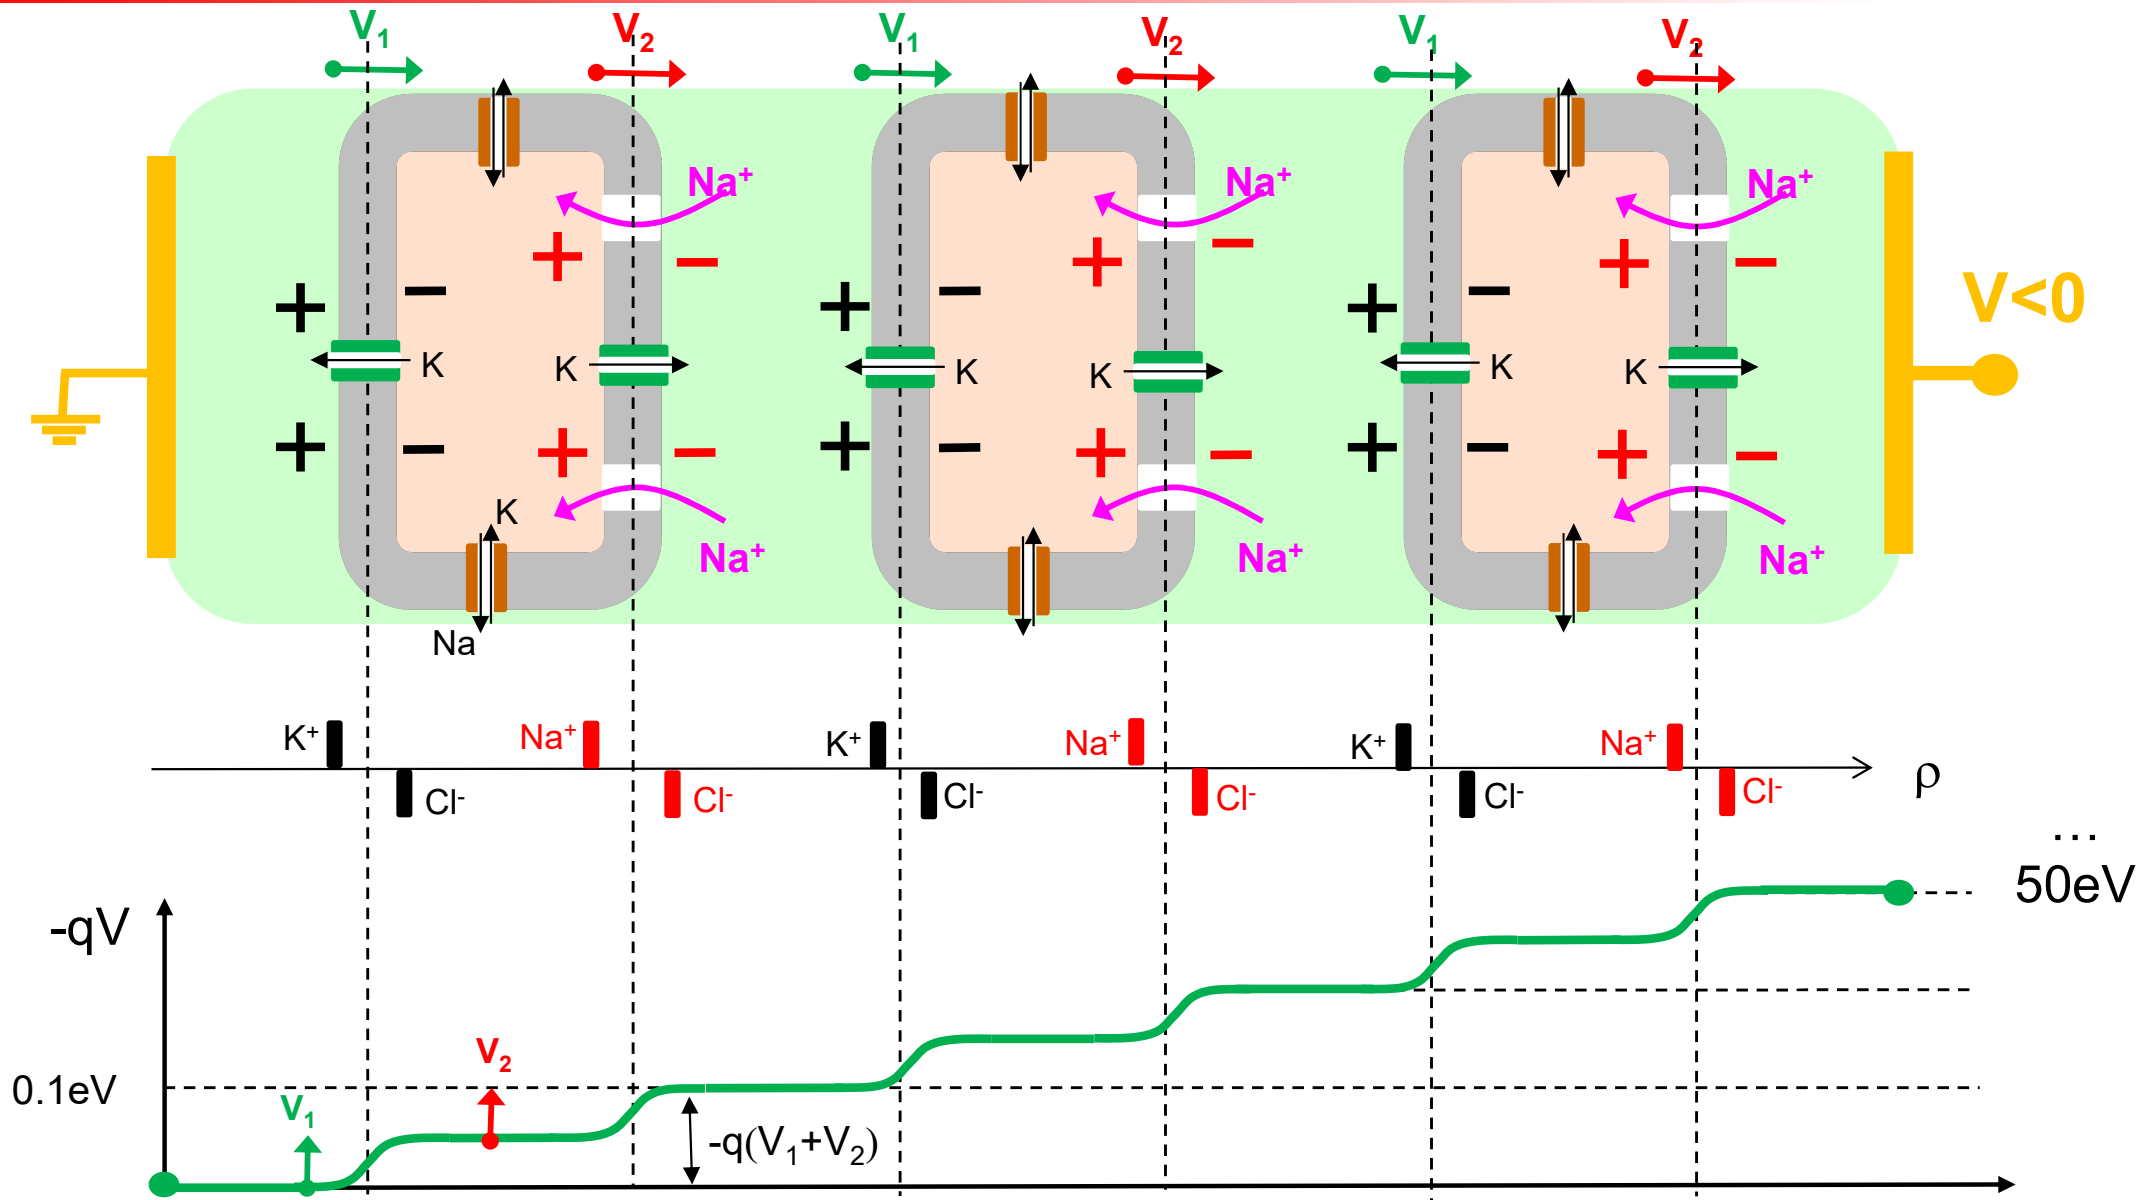 V₁ V₂ V₁ V₂ V₁ V₂
Na⁺ Na⁺ Na⁺
+ − + − + − + − + − + −
V<0
K K K K K K
+ − + − + − + − + − + −
K
Na⁺ Na⁺ Na⁺
Na
K⁺ Na⁺ K⁺ Na⁺ K⁺ Na⁺
ρ
Cl⁻ Cl⁻ Cl⁻ Cl⁻ Cl⁻ Cl⁻
...
50eV
-qV
V₂
0.1eV
V₁
-q(V₁+V₂)